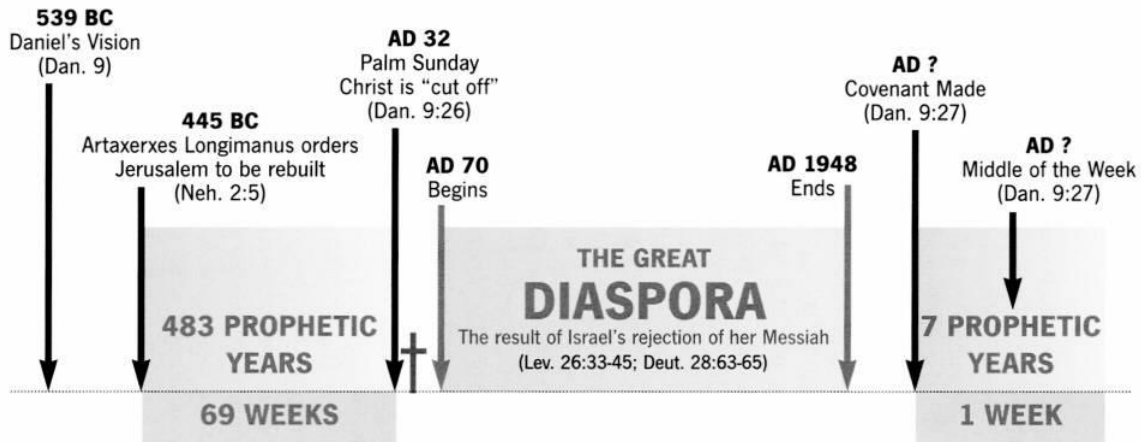 539 BC
Daniel's Vision
(Dan. 9)
445 BC
Artaxerxes Longimanus orders
Jerusalem to be rebuilt
(Neh. 2:5)
AD 32
Palm Sunday
Christ is “cut off”
(Dan. 9:26)
AD 70
Begins
AD 1948
Ends
AD ?
Covenant Made
(Dan. 9:27)
AD ?
Middle of the Week
(Dan. 9:27)
483 PROPHETIC
YEARS
69 WEEKS
THE GREAT
DIASPORA
The result of Israel's rejection of her Messiah
(Lev. 26:33-45; Deut. 28:63-65)
7 PROPHETIC
YEARS
1 WEEK